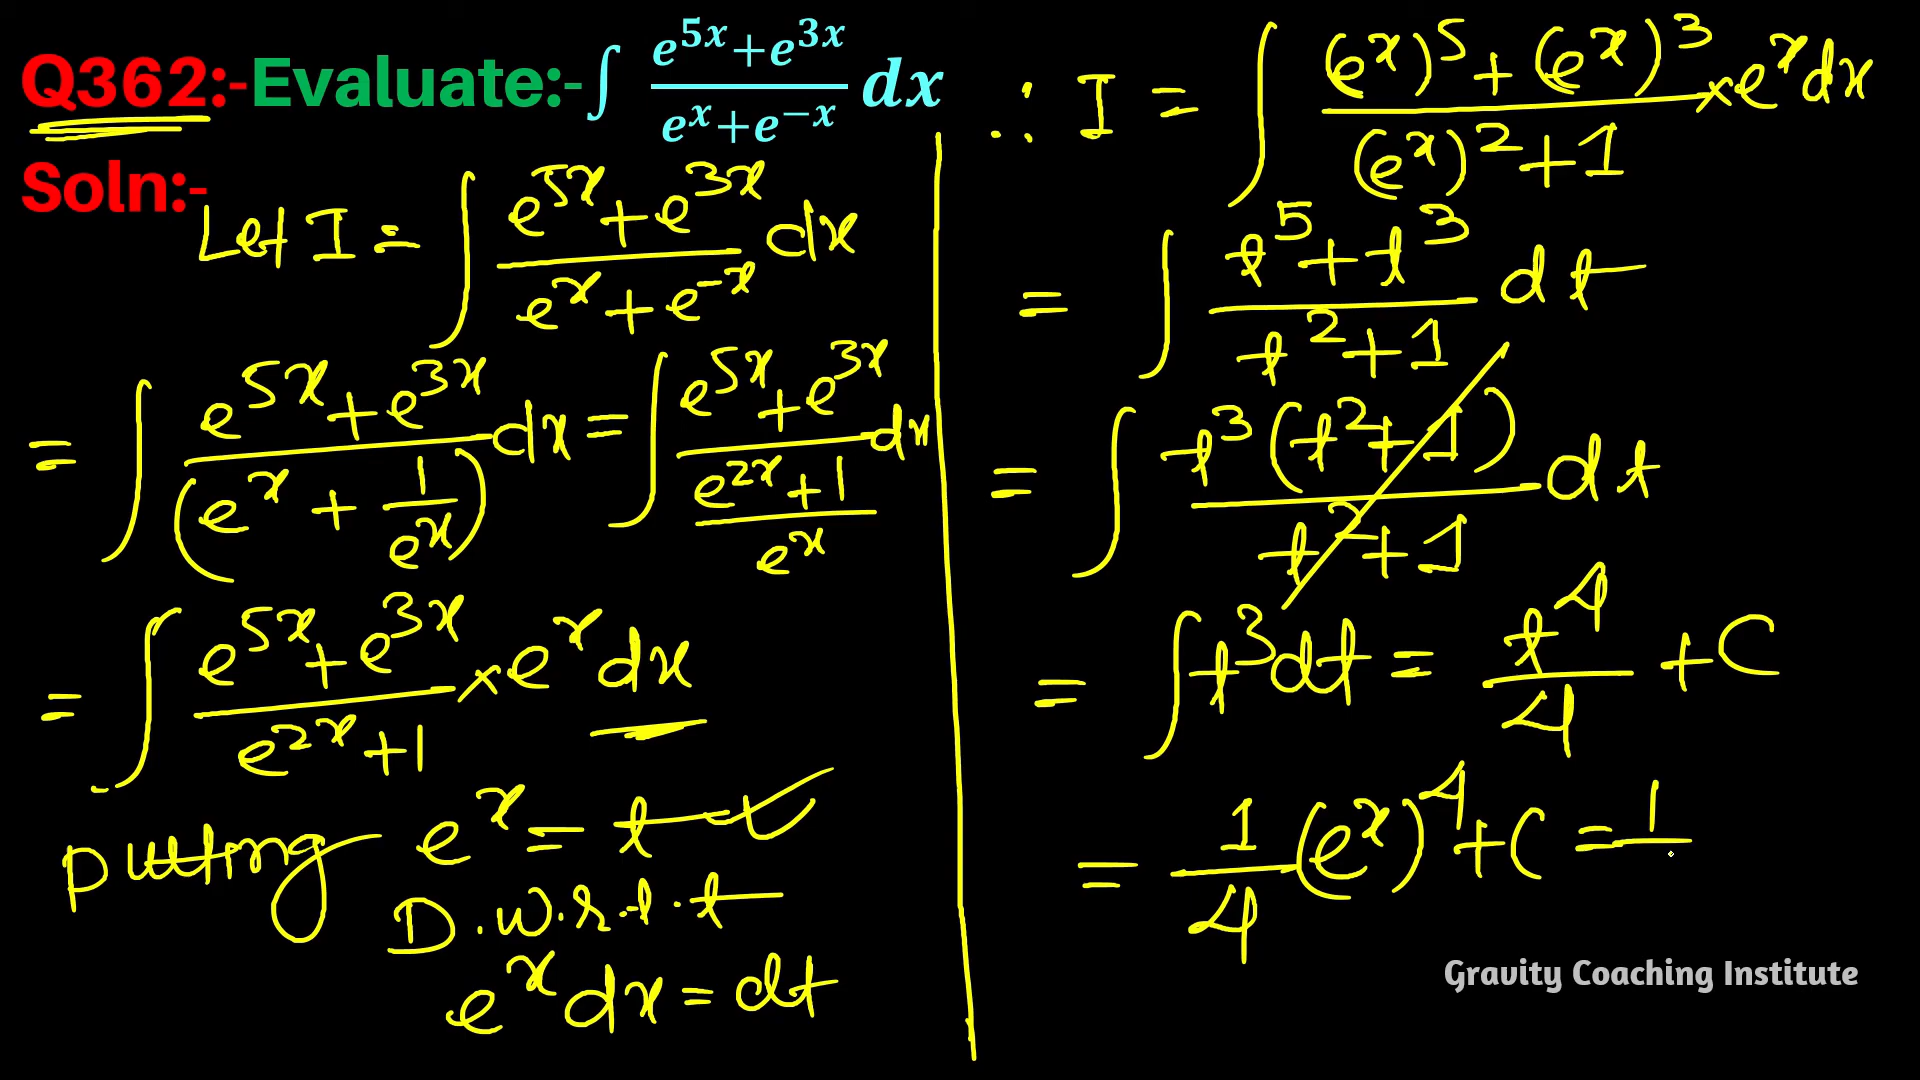 Q362:-Evaluate:- ∫ (e^{5x}+e^{3x})/(e^x+e^{-x}) dx
Soln:-
Let I = ∫ (e^{5x}+e^{3x})/(e^x+e^{-x}) dx
= ∫ (e^{5x}+e^{3x})/(e^x + 1/e^x) dx = ∫ (e^{5x}+e^{3x})/((e^{2x}+1)/e^x) dx
= ∫ (e^{5x}+e^{3x})/(e^{2x}+1) × e^x dx
putting e^x = t
D.w.r.t.t
e^x dx = dt
∴ I = ∫ ((e^x)^5 + (e^x)^3)/((e^x)^2+1) × e^x dx
= ∫ (t^5+t^3)/(t^2+1) dt
= ∫ t^3(t^2+1)/(t^2+1) dt
= ∫ t^3 dt = t^4/4 + C
= 1/4 (e^x)^4 + C = 1/
Gravity Coaching Institute